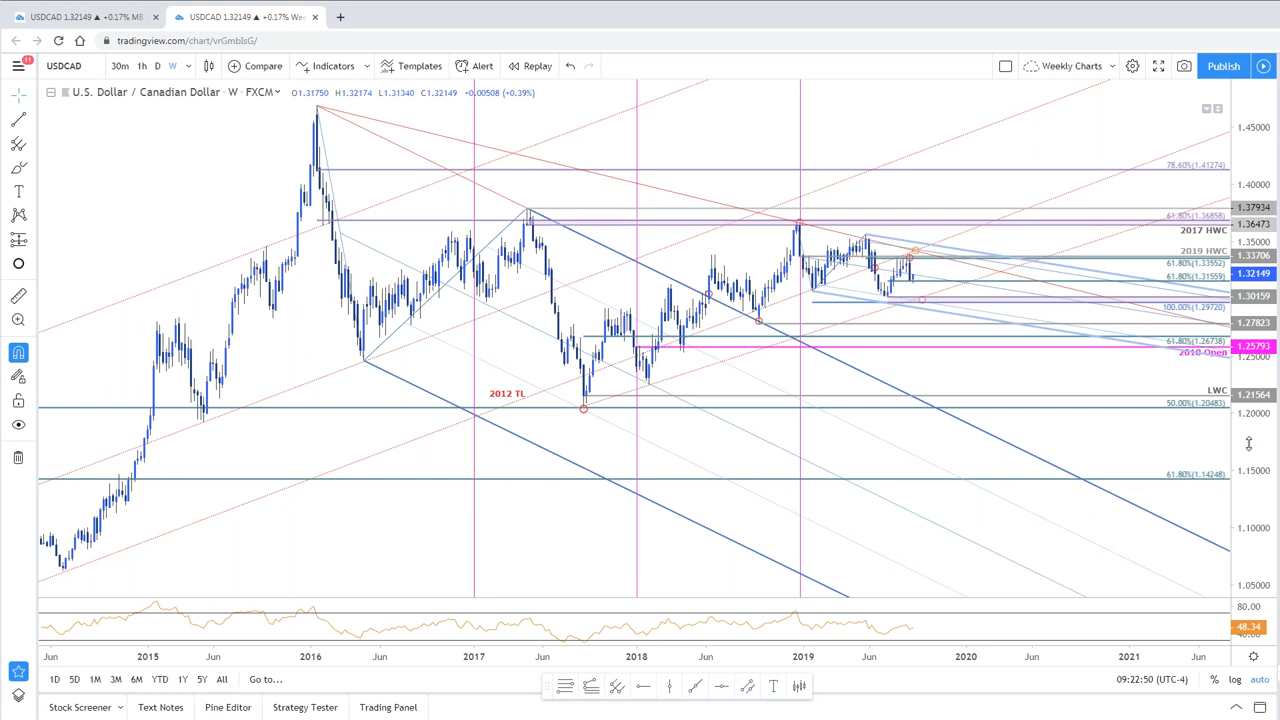 USDCAD 1.32149 ▲ +0.17% MB
USDCAD 1.32149 ▲ +0.17% We
tradingview.com/chart/vrGmbIsG/
11
USDCAD 30m 1h D W Compare Indicators Templates Alert Replay Weekly Charts Publish
U.S. Dollar / Canadian Dollar - W - FXCM O1.31750 H1.32174 L1.31340 C1.32149 +0.00508 (+0.39%)
1.45000
78.60%(1.41274)
1.40000
1.37934
61.80%(1.36858)
1.36473
2017 HWC
1.35000
2019 HWC
1.33706
61.80%(1.33552)
1.32149
61.80%(1.31559)
1.30159
100.00%(1.29720)
1.27823
61.80%(1.26738)
1.25793
2018 Open
1.25000
LWC
1.21564
2012 TL
50.00%(1.20483)
1.20000
61.80%(1.14248)
1.15000
1.10000
1.05000
80.00
48.34
40.00
Jun 2015 Jun 2016 Jun 2017 Jun 2018 Jun 2019 Jun 2020 Jun 2021 Jun
1D 5D 1M 3M 6M YTD 1Y 5Y All Go to... 09:22:50 (UTC-4) % log auto
Stock Screener Text Notes Pine Editor Strategy Tester Trading Panel